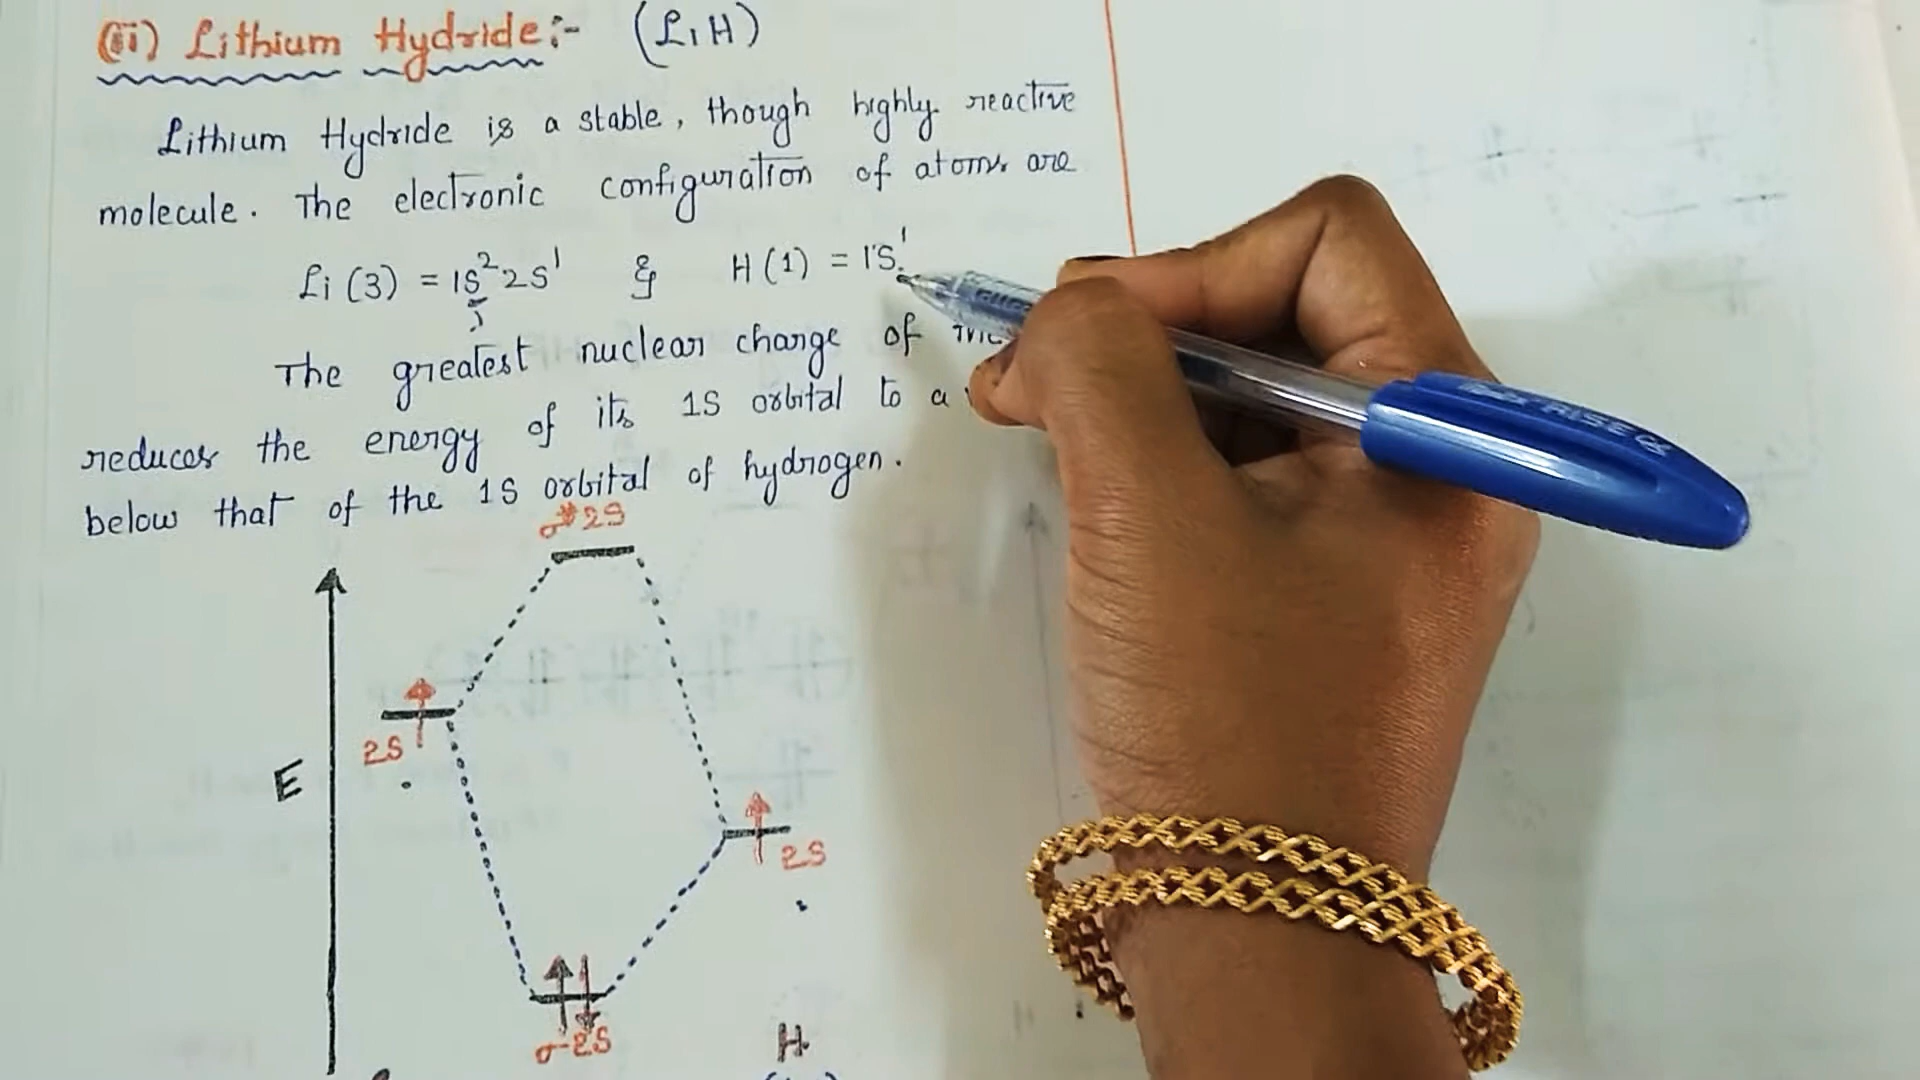 (ii) Lithium Hydride:- (LiH)
Lithium Hydride is a stable, though highly reactive
molecule. The electronic configuration of atoms are
Li (3) = 1S² 2S¹ & H (1) = 1S¹
The greatest nuclear charge of the
reduces the energy of its 1S orbital to a
below that of the 1S orbital of hydrogen.
σ*2S
2S
E
2S
σ2S
H